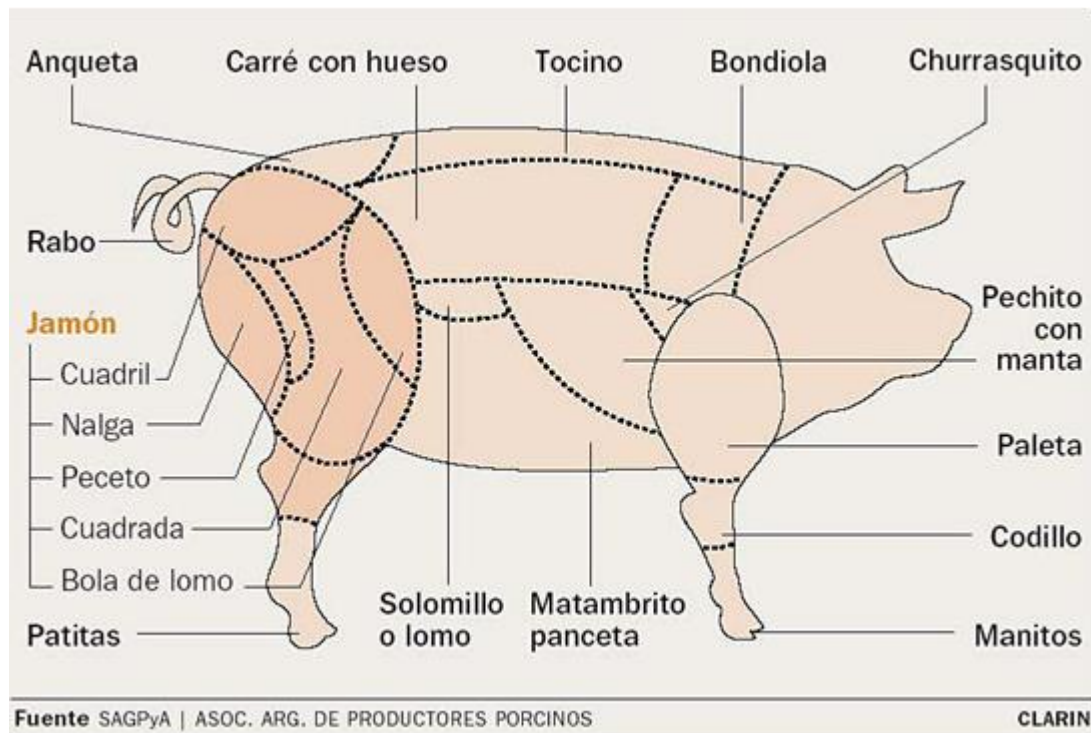 Anqueta
Carré con hueso
Tocino
Bondiola
Churrasquito
Rabo
Jamón
Cuadril
Nalga
Peceto
Cuadrada
Bola de lomo
Patitas
Solomillo
o lomo
Matambrito
panceta
Pechito
con
manta
Paleta
Codillo
Manitos
Fuente SAGPyA | ASOC. ARG. DE PRODUCTORES PORCINOS
CLARIN